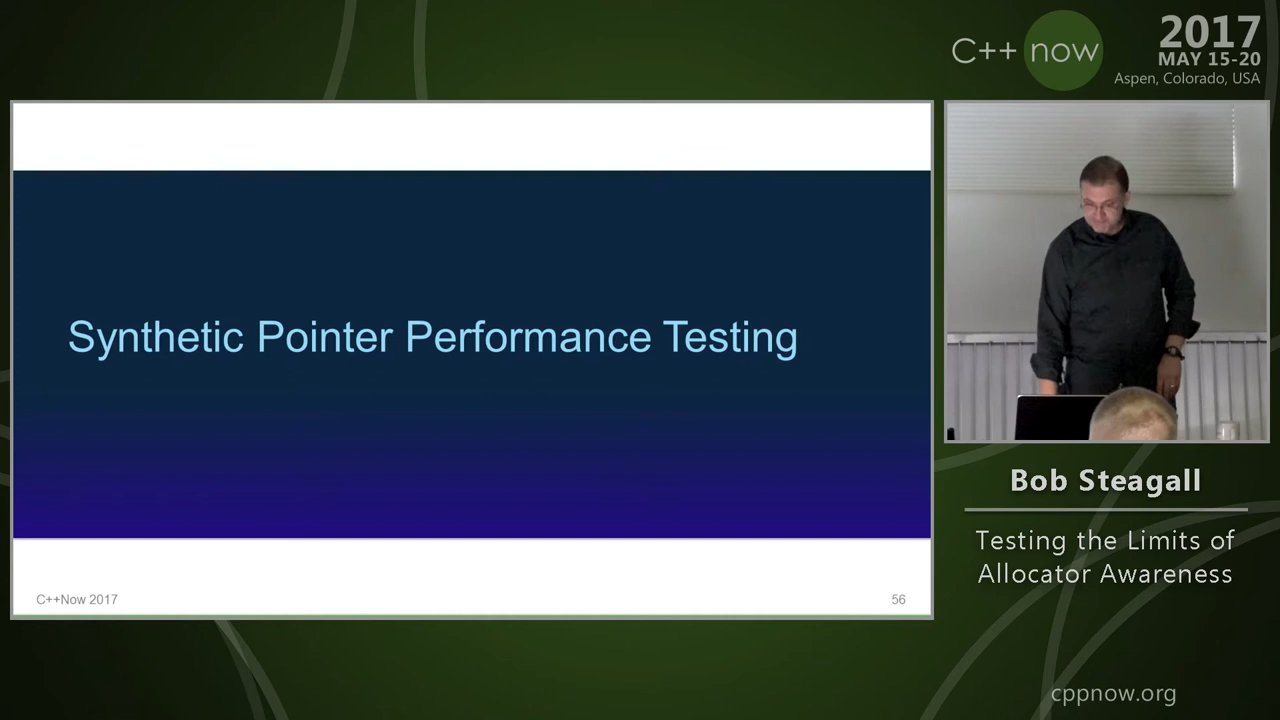 C++ now
2017
MAY 15-20
Aspen, Colorado, USA
Synthetic Pointer Performance Testing
C++Now 2017
56
Bob Steagall
Testing the Limits of
Allocator Awareness
cppnow.org